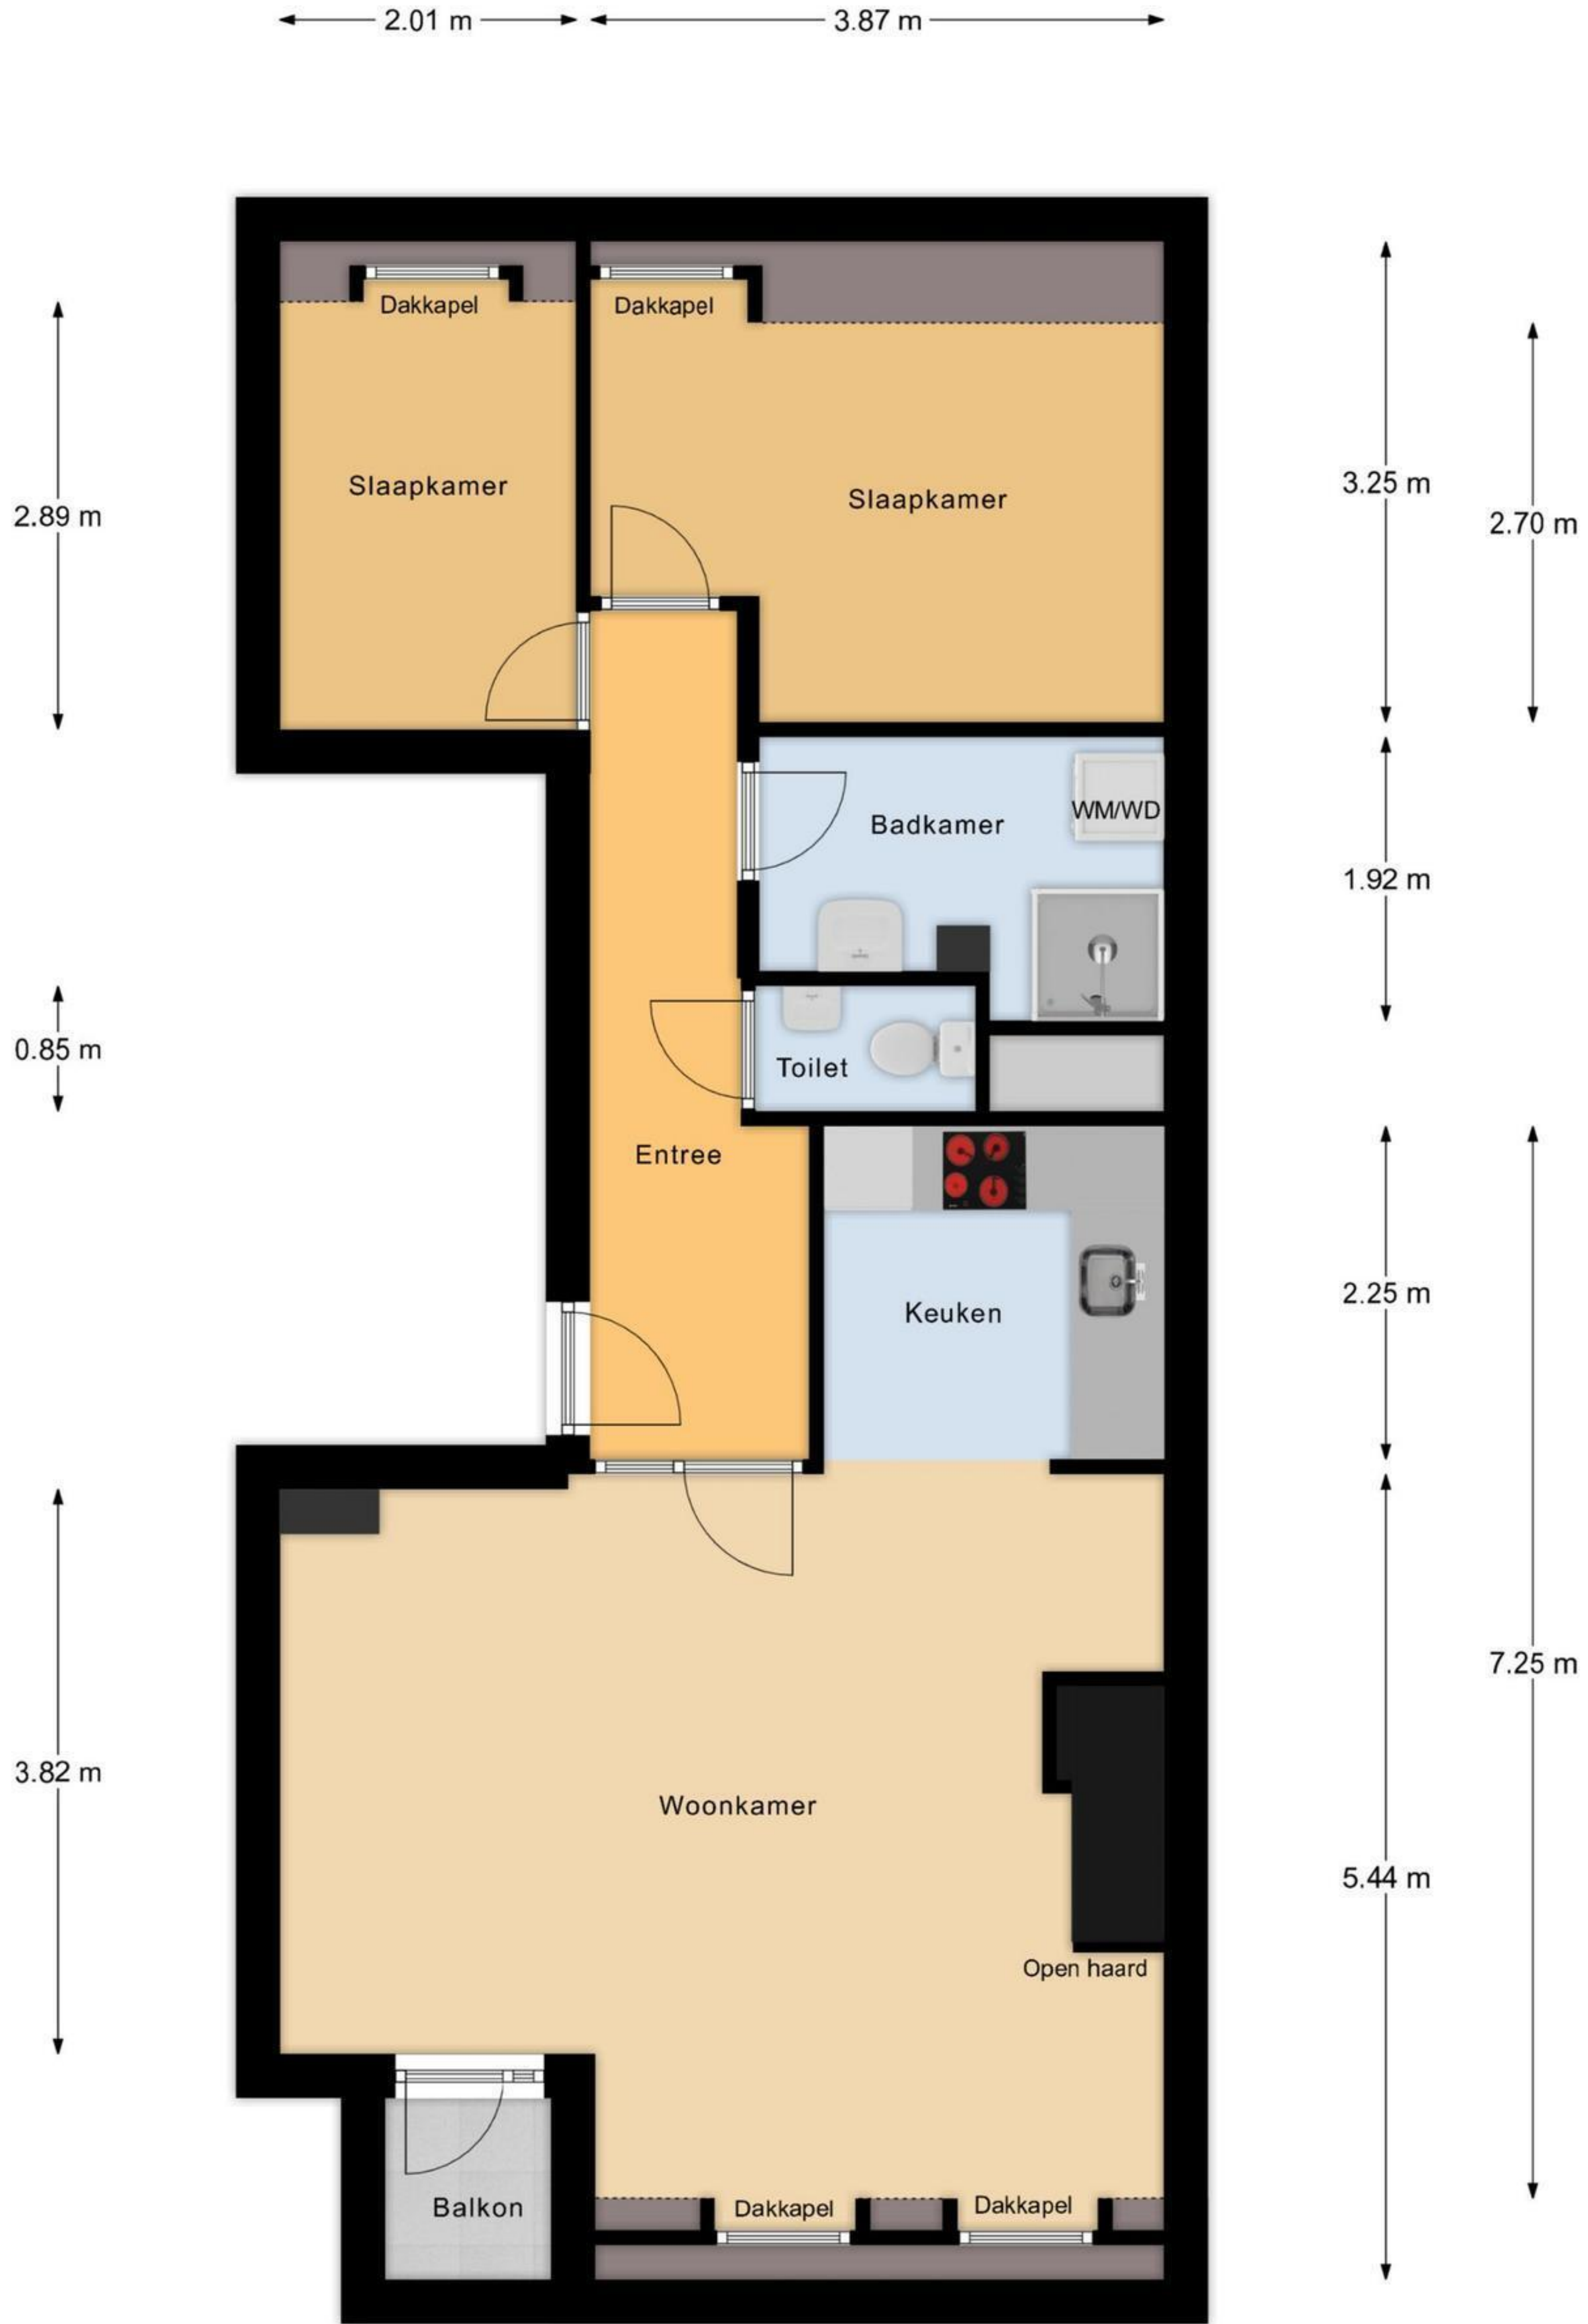 2.01 m
3.87 m
Dakkapel
Dakkapel
Slaapkamer
Slaapkamer
2.89 m
3.25 m
2.70 m
Badkamer
WM/WD
1.92 m
0.85 m
Toilet
Entree
Keuken
2.25 m
7.25 m
3.82 m
Woonkamer
5.44 m
Open haard
Balkon
Dakkapel
Dakkapel